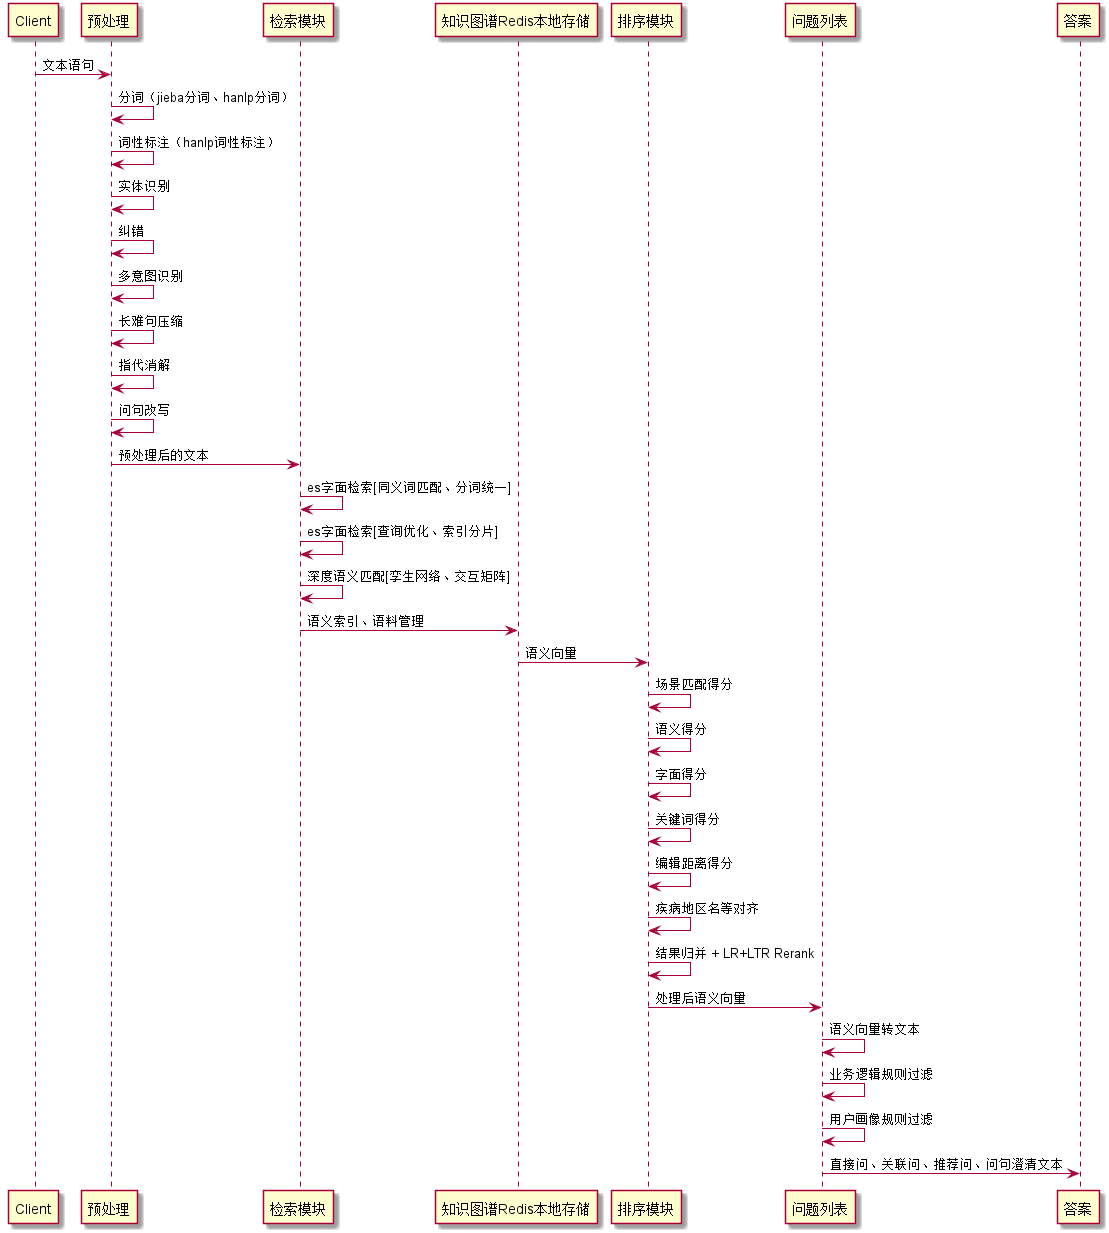 Client
预处理
检索模块
知识图谱Redis本地存储
排序模块
问题列表
答案
文本语句
分词（jieba分词、hanlp分词）
词性标注（hanlp词性标注）
实体识别
纠错
多意图识别
长难句压缩
指代消解
问句改写
预处理后的文本
es字面检索[同义词匹配、分词统一]
es字面检索[查询优化、索引分片]
深度语义匹配[孪生网络、交互矩阵]
语义索引、语料管理
语义向量
场景匹配得分
语义得分
字面得分
关键词得分
编辑距离得分
疾病地区名等对齐
结果归并 + LR+LTR Rerank
处理后语义向量
语义向量转文本
业务逻辑规则过滤
用户画像规则过滤
直接问、关联问、推荐问、问句澄清文本
Client
预处理
检索模块
知识图谱Redis本地存储
排序模块
问题列表
答案